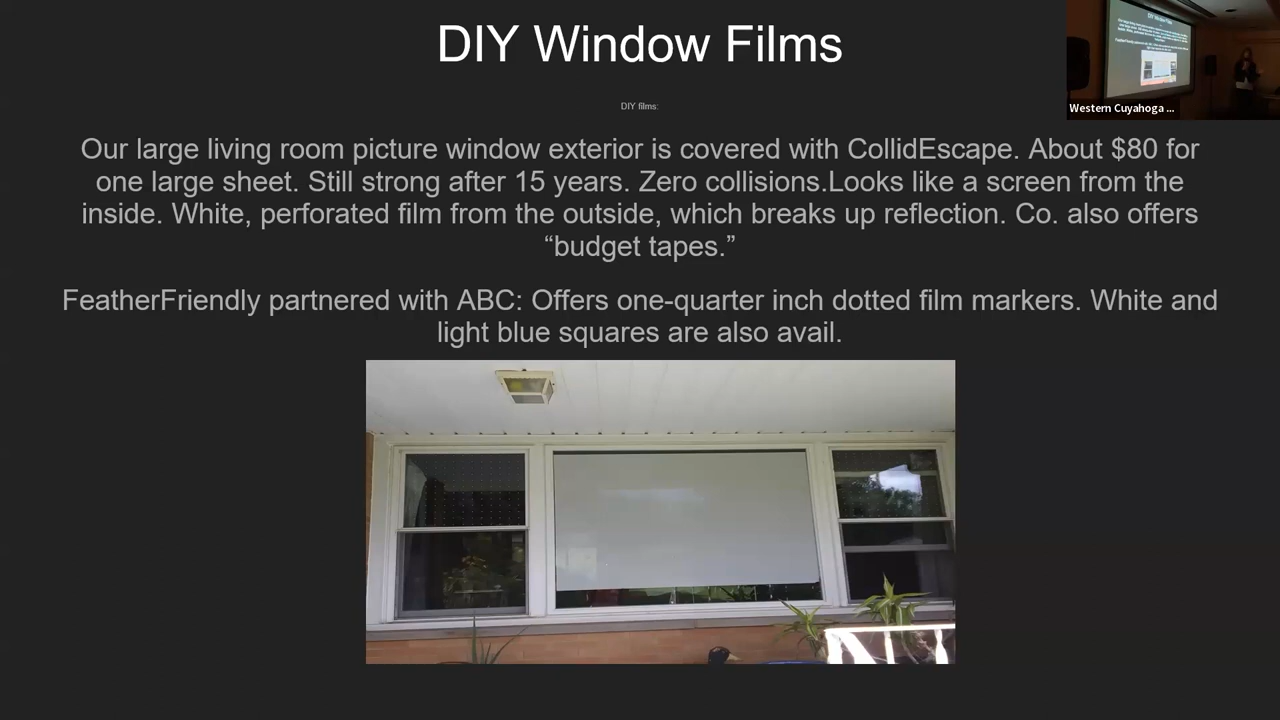 DIY Window Films
DIY films:
Our large living room picture window exterior is covered with CollidEscape. About $80 for
one large sheet. Still strong after 15 years. Zero collisions.Looks like a screen from the
inside. White, perforated film from the outside, which breaks up reflection. Co. also offers
“budget tapes.”
FeatherFriendly partnered with ABC: Offers one-quarter inch dotted film markers. White and
light blue squares are also avail.
DIY Window Films
Western Cuyahoga ...